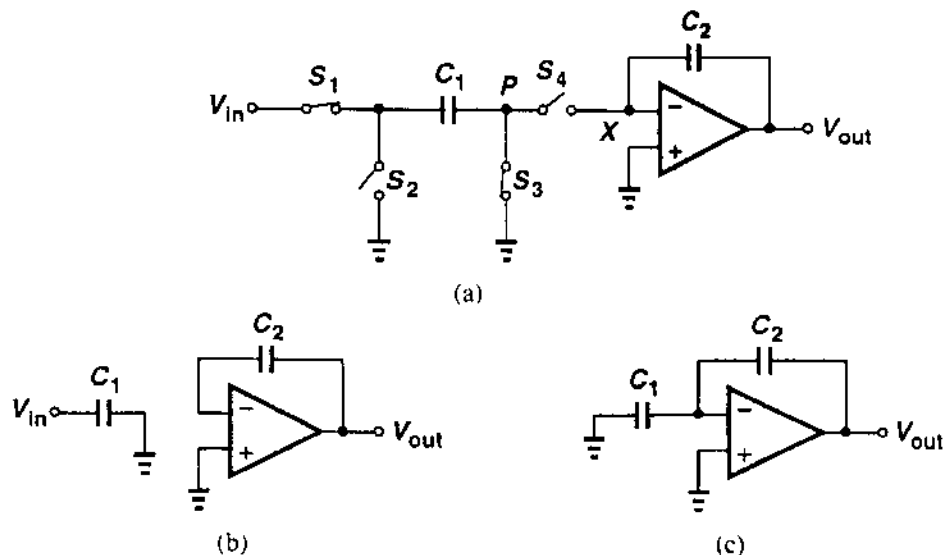 C2
S1
C1
P
S4
Vin
X
−
+
Vout
S2
S3
(a)
C2
C1
Vin
−
+
Vout
(b)
C2
C1
−
+
Vout
(c)